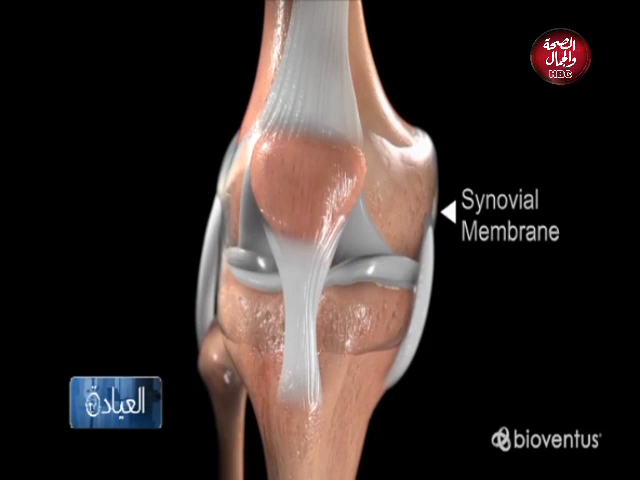 الصحة
والجمال
HBC
Synovial
Membrane
العيادة
bioventus